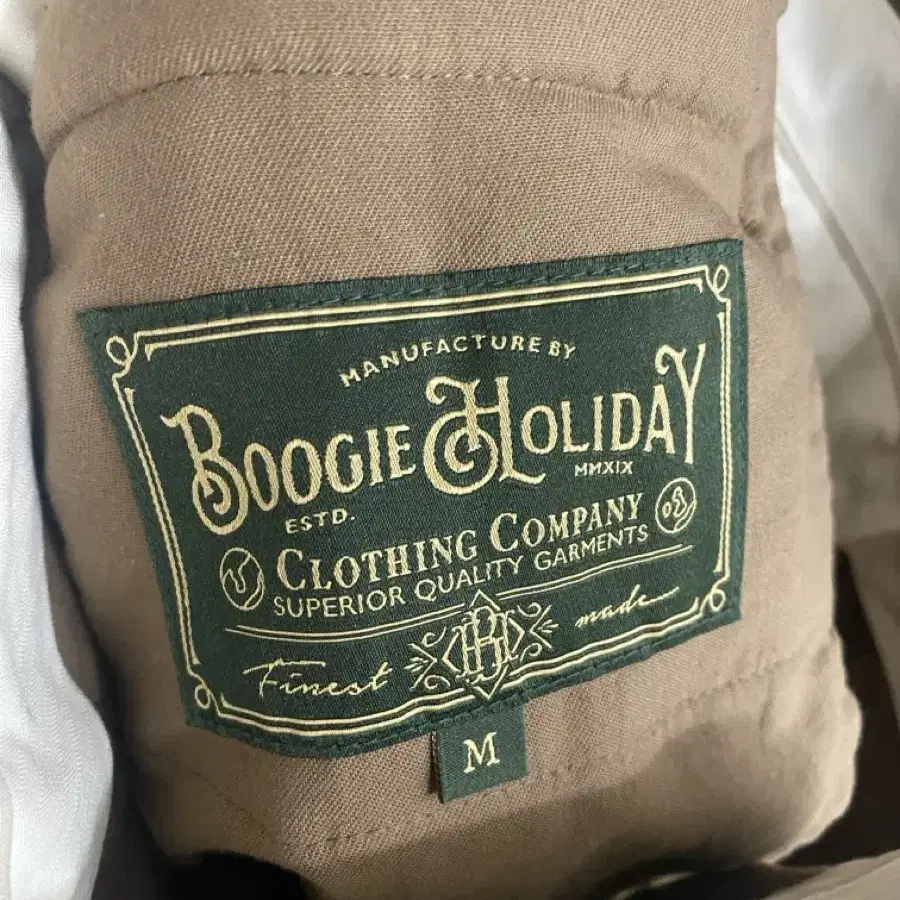 MANUFACTURE BY
BOOGIE HOLIDAY
ESTD. MMXIX
CLOTHING COMPANY
SUPERIOR QUALITY GARMENTS
Finest made
M